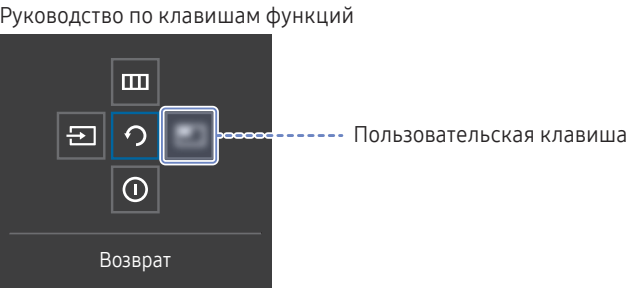 Руководство по клавишам функций
Пользовательская клавиша
Возврат